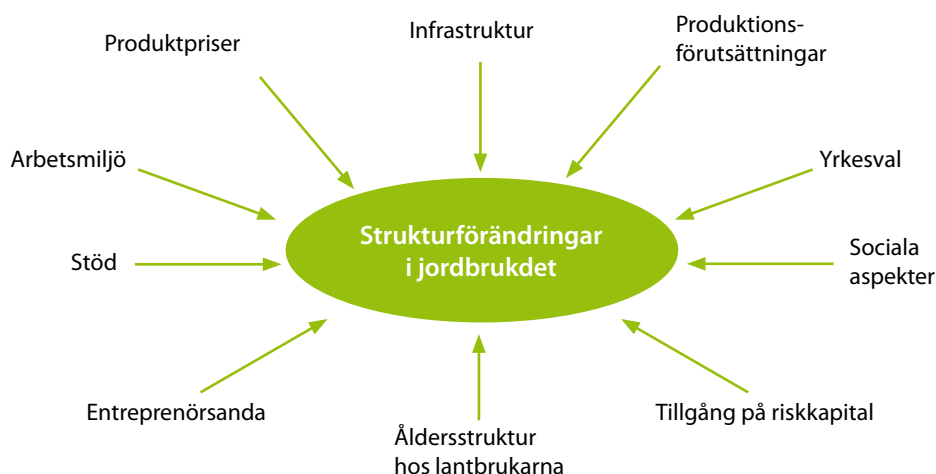 Infrastruktur
Produktions-
förutsättningar
Produktpriser
Arbetsmiljö
Yrkesval
Strukturförändringar
i jordbrukdet
Stöd
Sociala
aspekter
Entreprenörsanda
Tillgång på riskkapital
Åldersstruktur
hos lantbrukarna